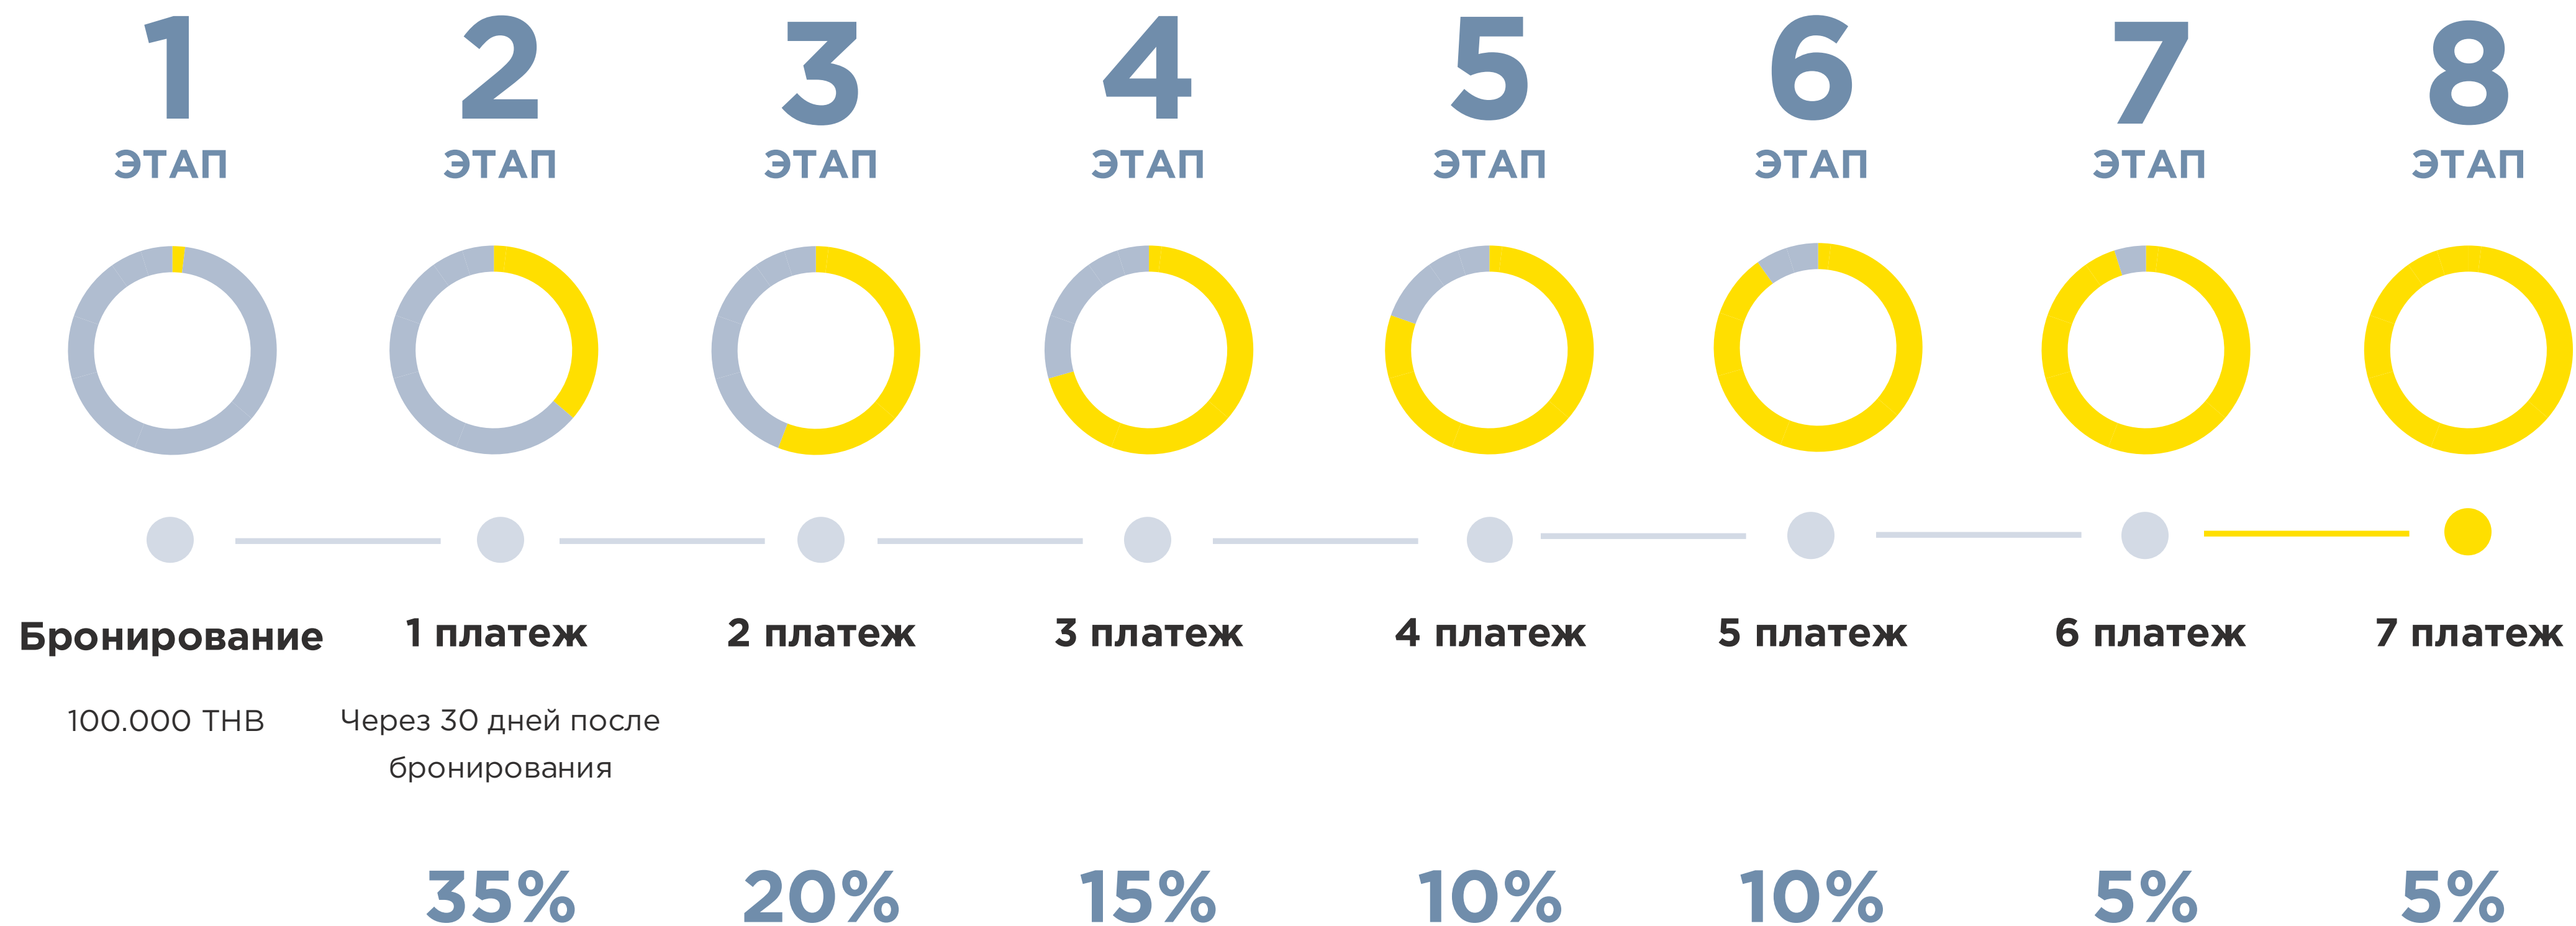 1 2 3 4 5 6 7 8
ЭТАП ЭТАП ЭТАП ЭТАП ЭТАП ЭТАП ЭТАП ЭТАП
Бронирование 1 платеж 2 платеж 3 платеж 4 платеж 5 платеж 6 платеж 7 платеж
100.000 THB Через 30 дней после
бронирования
35% 20% 15% 10% 10% 5% 5%